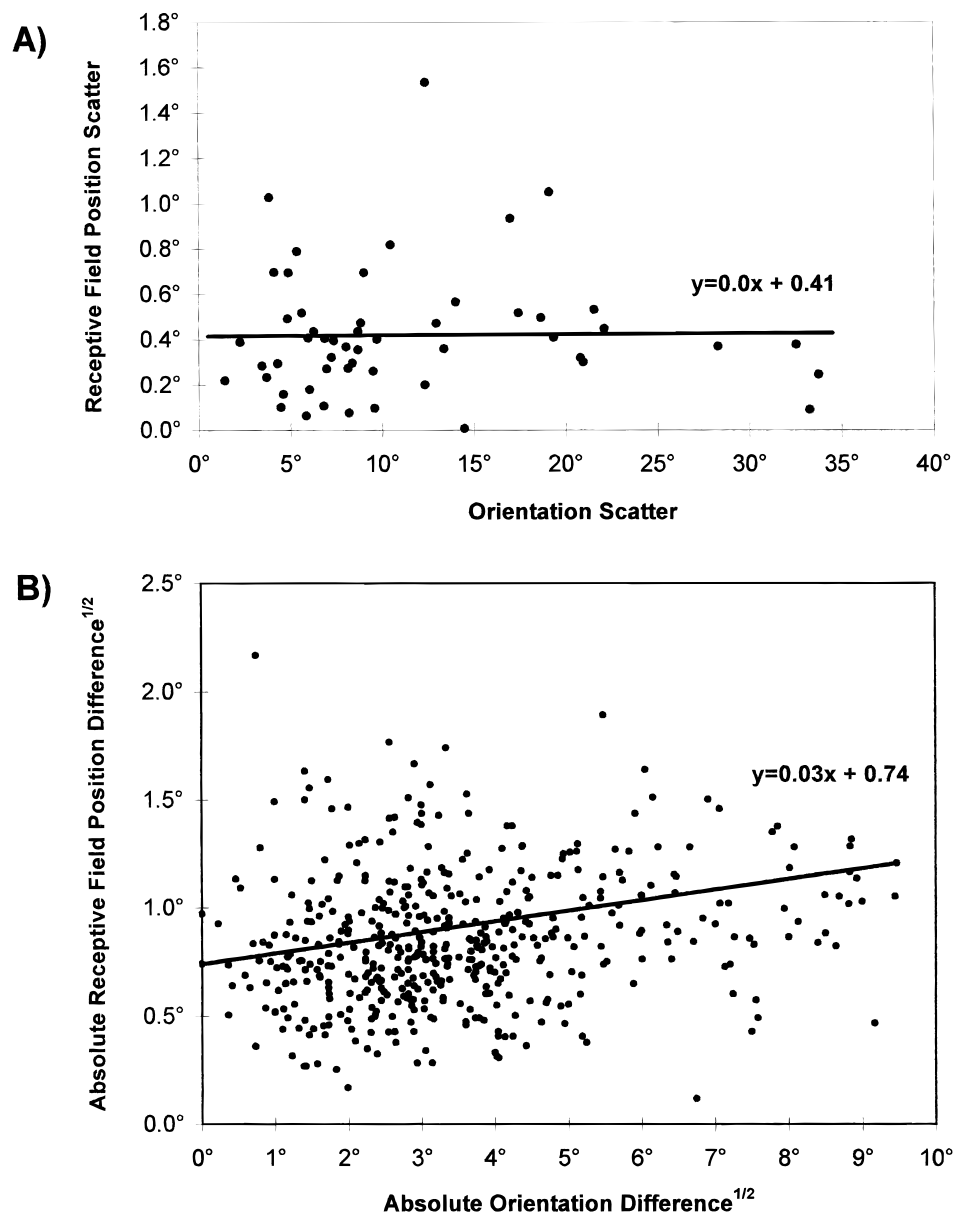 A)
Receptive Field Position Scatter
1.8°
1.6°
1.4°
1.2°
1.0°
0.8°
0.6°
0.4°
0.2°
0.0°
y=0.0x + 0.41
0° 5° 10° 15° 20° 25° 30° 35° 40°
Orientation Scatter
B)
Absolute Receptive Field Position Difference1/2
2.5°
2.0°
1.5°
1.0°
0.5°
0.0°
y=0.03x + 0.74
0° 1° 2° 3° 4° 5° 6° 7° 8° 9° 10°
Absolute Orientation Difference1/2